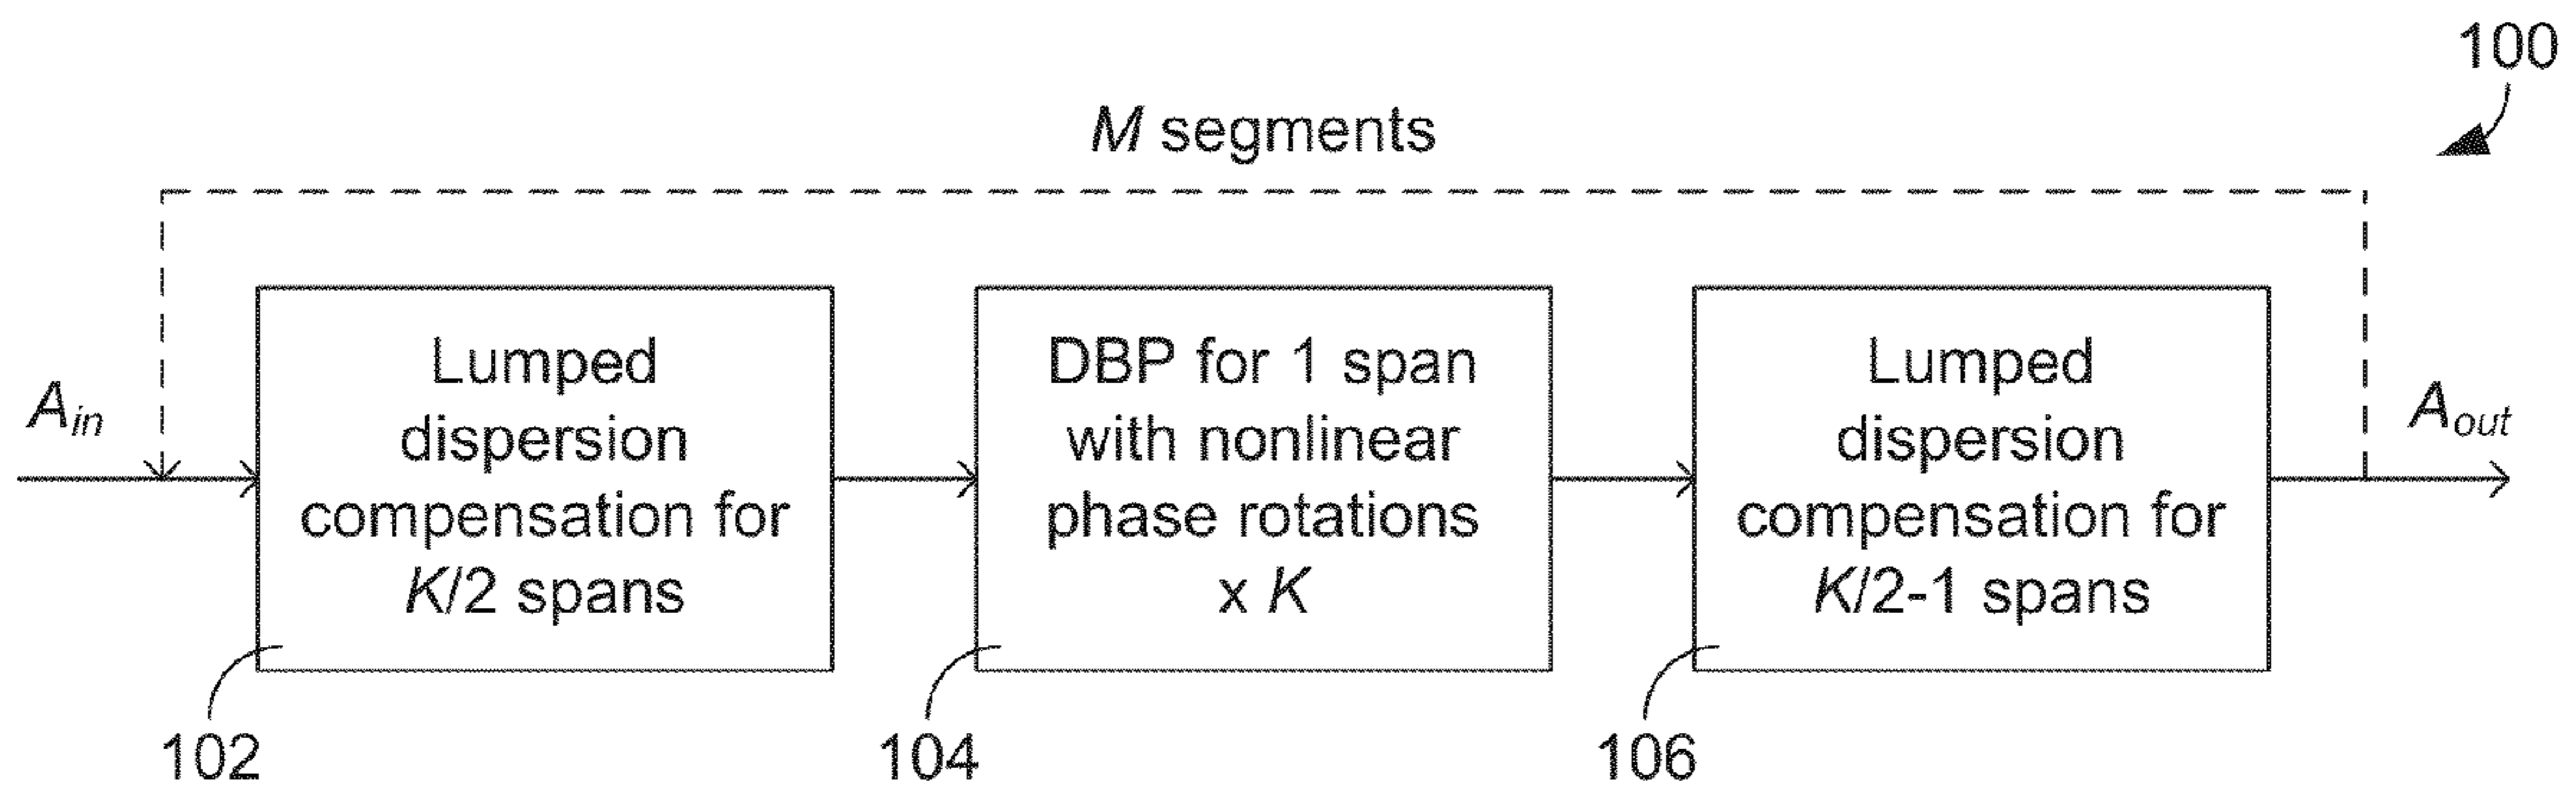 100
M segments
A_in
Lumped
dispersion
compensation for
K/2 spans
DBP for 1 span
with nonlinear
phase rotations
x K
Lumped
dispersion
compensation for
K/2-1 spans
A_out
102
104
106